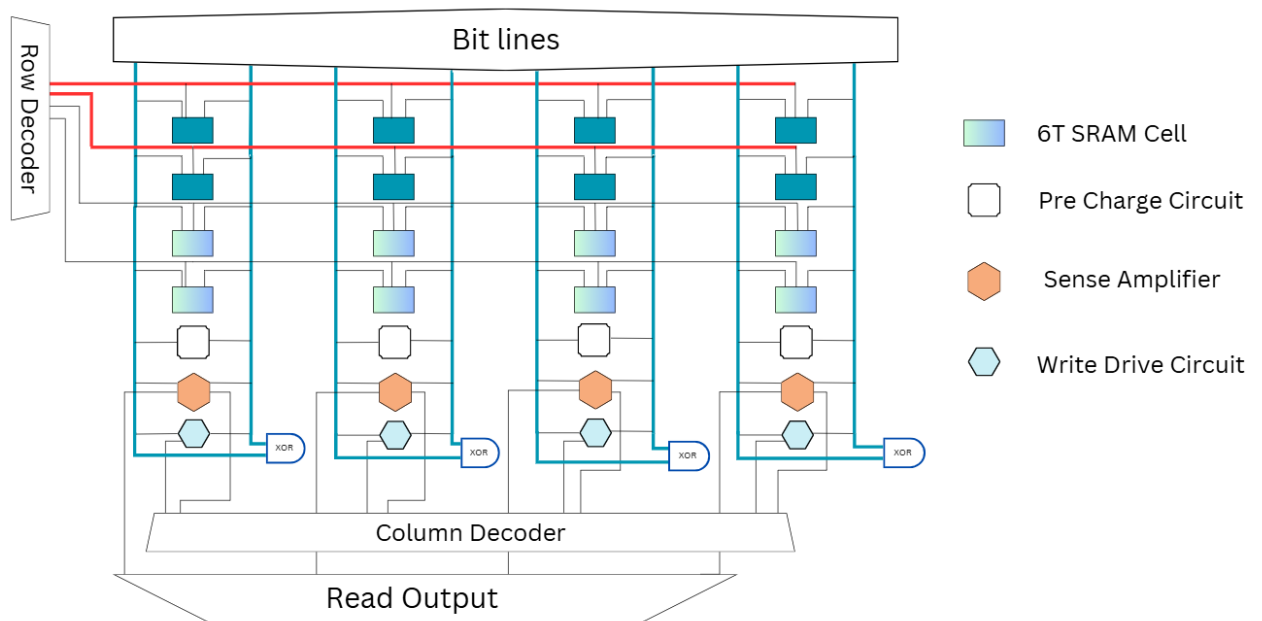 Bit lines
Row Decoder
6T SRAM Cell
Pre Charge Circuit
Sense Amplifier
Write Drive Circuit
XOR
XOR
XOR
XOR
Column Decoder
Read Output